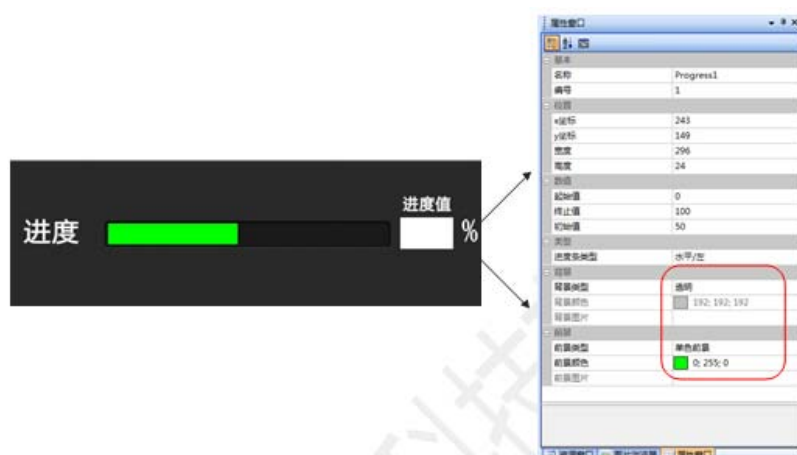 进度
进度值
%
属性窗口
基本
名称 Progress1
编号 1
位置
x坐标 243
y坐标 149
宽度 296
高度 24
数值
起始值 0
终止值 100
初始值 50
类型
进度条类型 水平/左
背景
背景类型 透明
背景颜色 192; 192; 192
背景图片
前景
前景类型 单色前景
前景颜色 0; 255; 0
前景图片
属性窗口